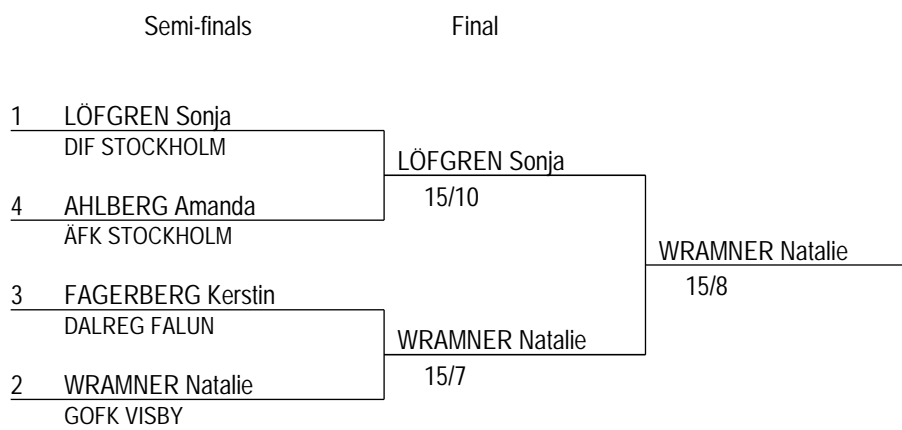 Semi-finals Final
1 LÖFGREN Sonja
DIF STOCKHOLM
LÖFGREN Sonja
15/10
4 AHLBERG Amanda
ÄFK STOCKHOLM
WRAMNER Natalie
15/8
3 FAGERBERG Kerstin
DALREG FALUN
WRAMNER Natalie
15/7
2 WRAMNER Natalie
GOFK VISBY